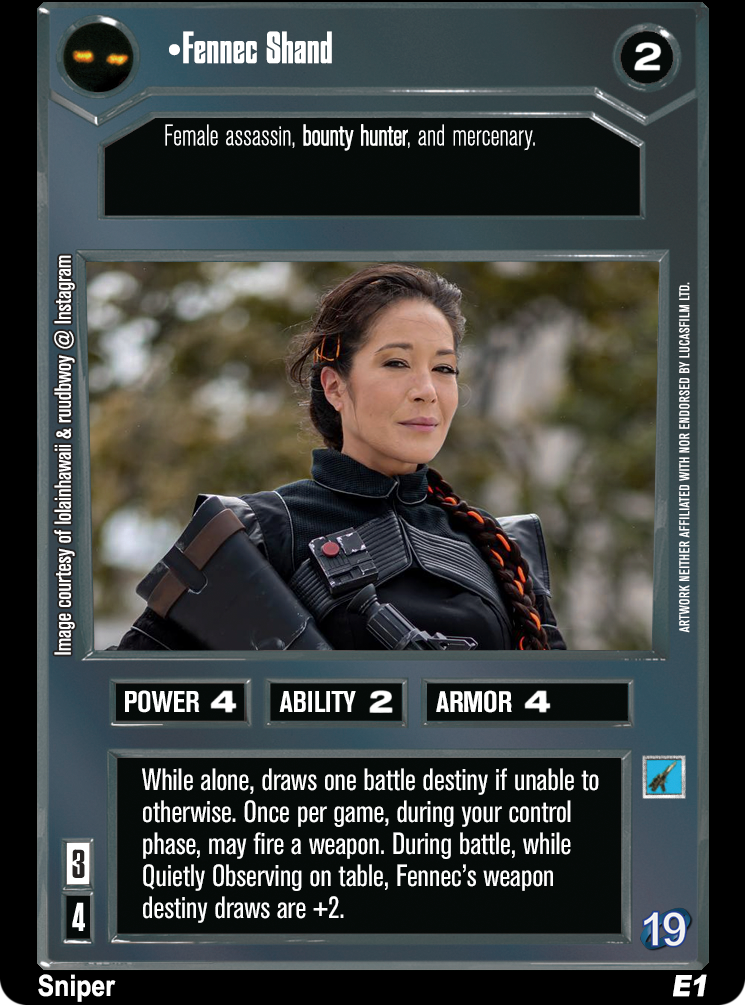 •Fennec Shand
2
Female assassin, bounty hunter, and mercenary.
Image courtesy of lolainhawaii & ruudbwoy @ Instagram
ARTWORK NEITHER AFFILIATED WITH NOR ENDORSED BY LUCASFILM LTD.
POWER 4 ABILITY 2 ARMOR 4
While alone, draws one battle destiny if unable to
otherwise. Once per game, during your control
phase, may fire a weapon. During battle, while
Quietly Observing on table, Fennec's weapon
destiny draws are +2.
3
4
19
Sniper
E1